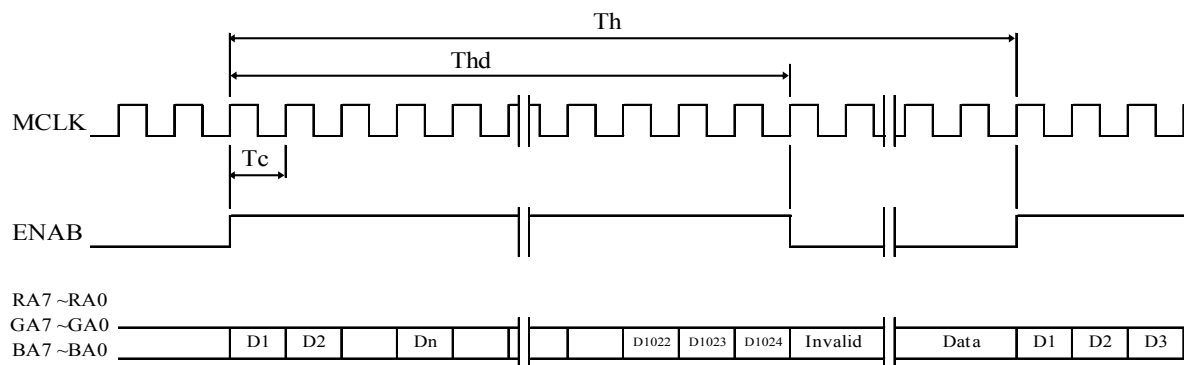 Th
Thd
MCLK
Tc
ENAB
RA7 ~RA0
GA7 ~GA0
BA7 ~BA0
D1 D2 Dn D1022 D1023 D1024 Invalid Data D1 D2 D3